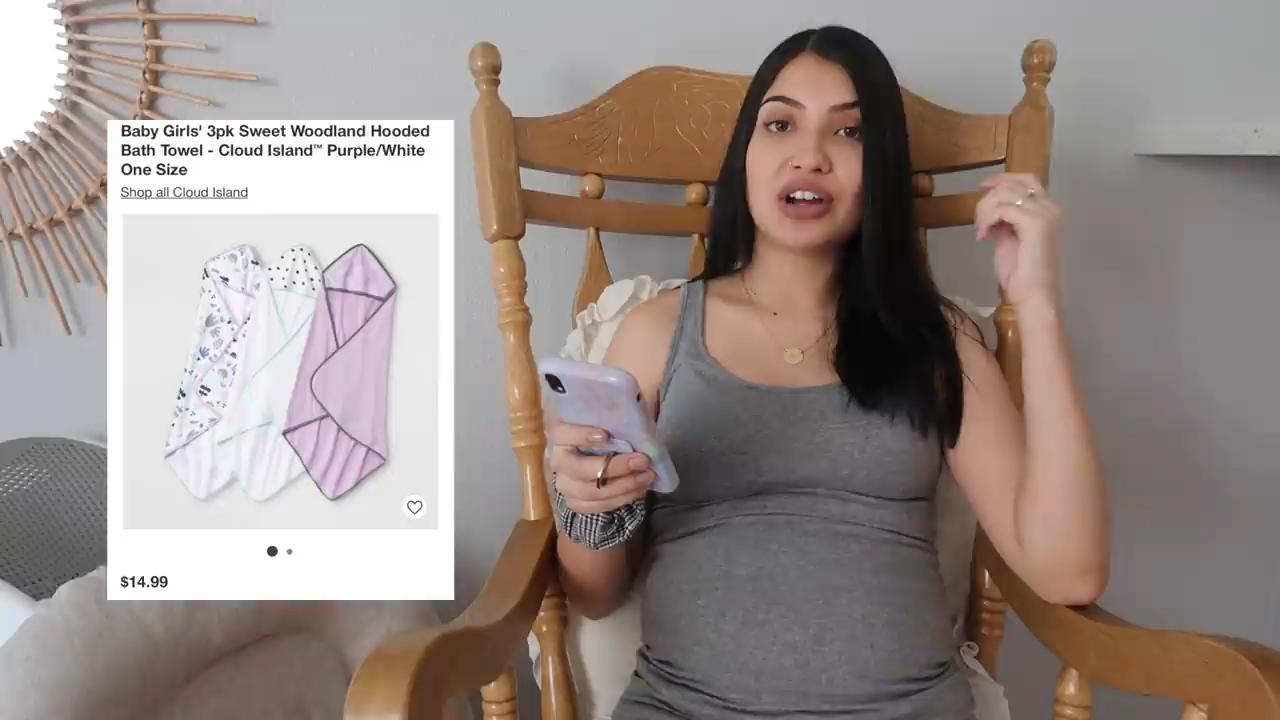 Baby Girls' 3pk Sweet Woodland Hooded
Bath Towel - Cloud Island™ Purple/White
One Size
Shop all Cloud Island
$14.99